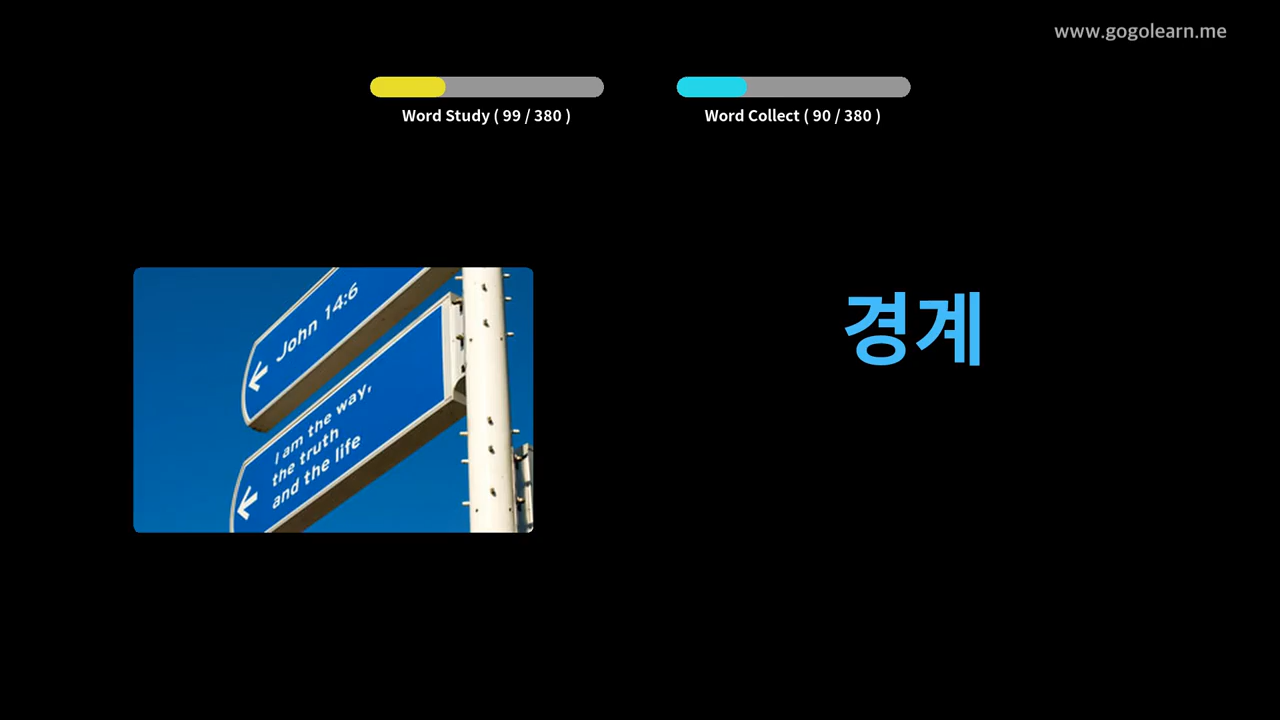 www.gogolearn.me
Word Study ( 99 / 380 )
Word Collect ( 90 / 380 )
John 14:6
I am the way,
the truth
and the life
경계